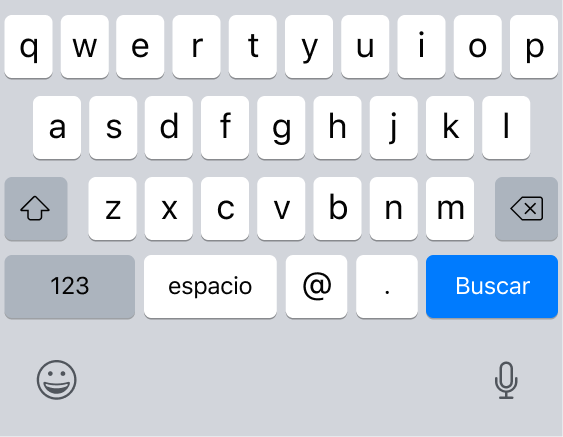 q w e r t y u i o p
a s d f g h j k l
z x c v b n m
123 espacio @ . Buscar